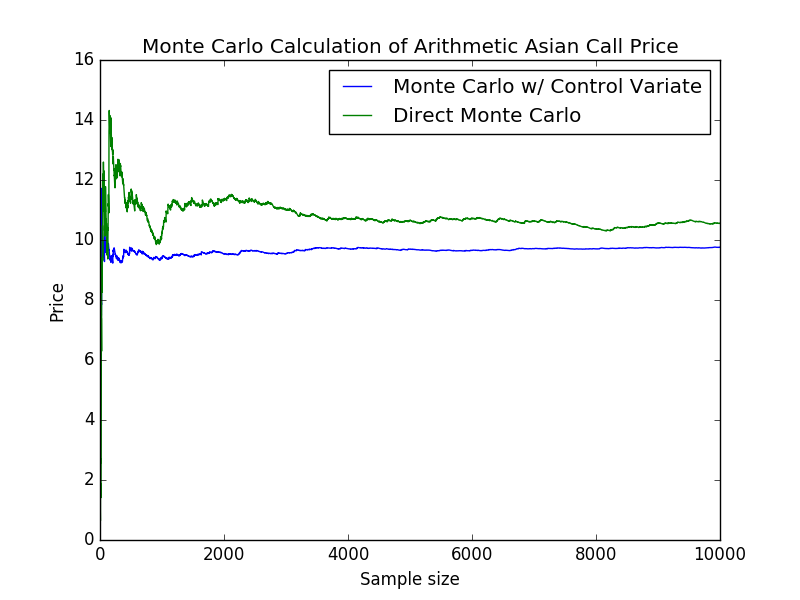 Monte Carlo Calculation of Arithmetic Asian Call Price
Monte Carlo w/ Control Variate
Direct Monte Carlo
16
14
12
10
8
6
4
2
0
Price
0 2000 4000 6000 8000 10000
Sample size